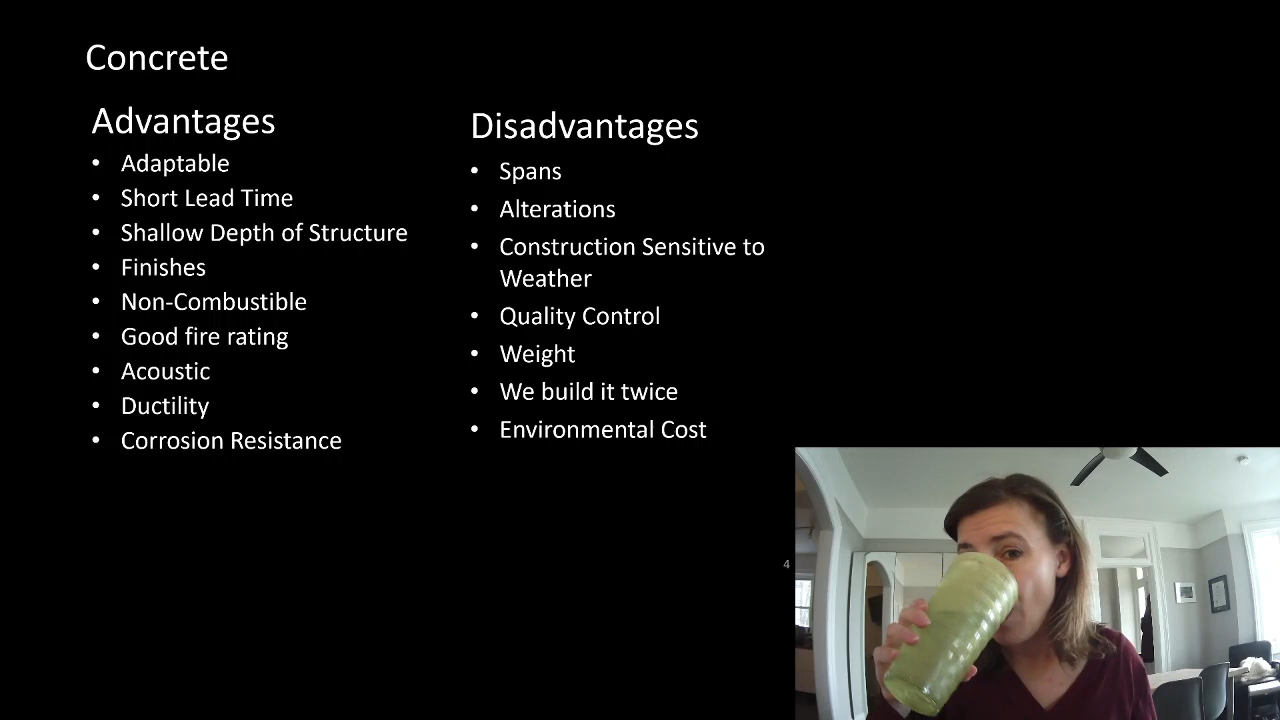 Concrete
Advantages
• Adaptable
• Short Lead Time
• Shallow Depth of Structure
• Finishes
• Non-Combustible
• Good fire rating
• Acoustic
• Ductility
• Corrosion Resistance
Disadvantages
• Spans
• Alterations
• Construction Sensitive to
Weather
• Quality Control
• Weight
• We build it twice
• Environmental Cost
4